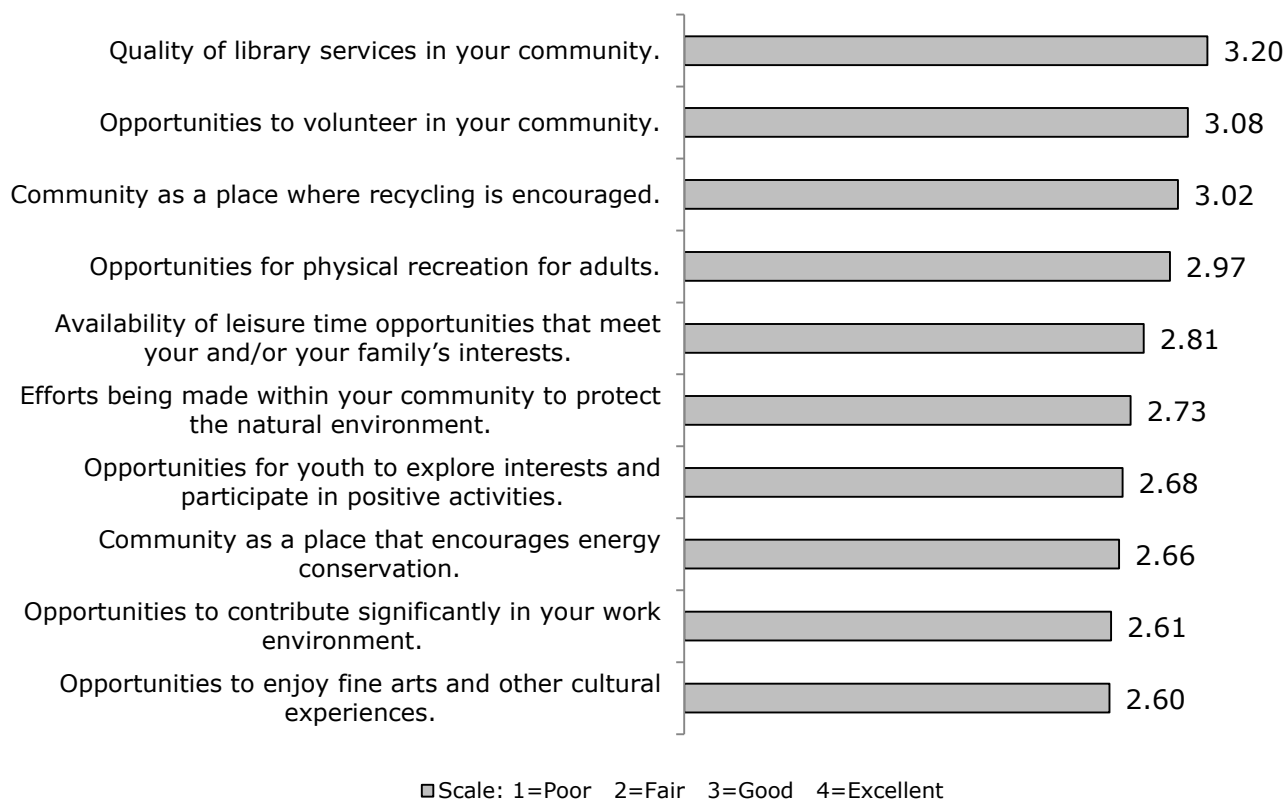 Quality of library services in your community.
3.20
Opportunities to volunteer in your community.
3.08
Community as a place where recycling is encouraged.
3.02
Opportunities for physical recreation for adults.
2.97
Availability of leisure time opportunities that meet
your and/or your family’s interests.
2.81
Efforts being made within your community to protect
the natural environment.
2.73
Opportunities for youth to explore interests and
participate in positive activities.
2.68
Community as a place that encourages energy
conservation.
2.66
Opportunities to contribute significantly in your work
environment.
2.61
Opportunities to enjoy fine arts and other cultural
experiences.
2.60
Scale: 1=Poor 2=Fair 3=Good 4=Excellent